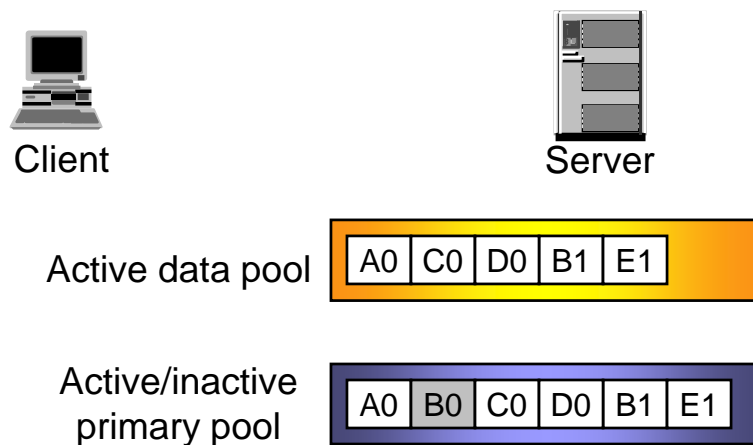 Client
Server
Active data pool
A0 C0 D0 B1 E1
Active/inactive
primary pool
A0 B0 C0 D0 B1 E1